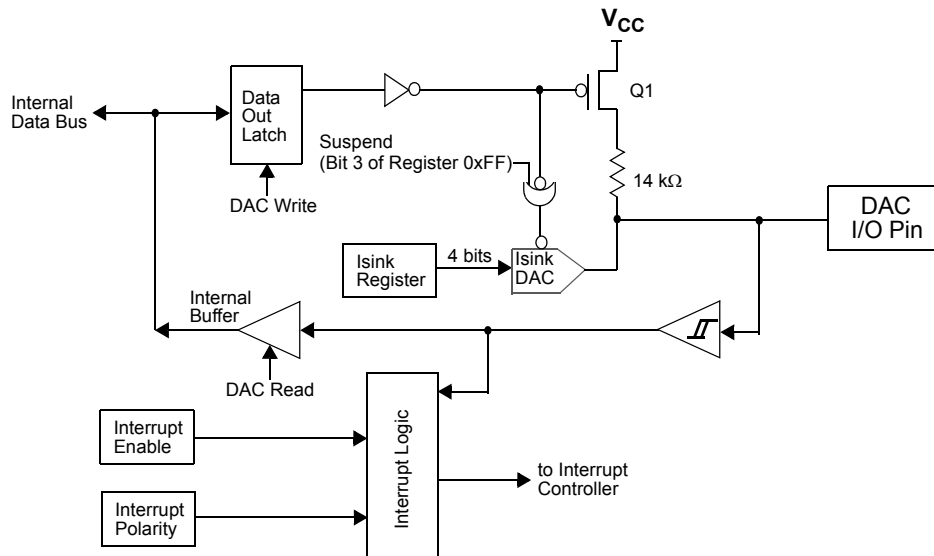 VCC
Internal
Data Bus
Data
Out
Latch
Q1
Suspend
(Bit 3 of Register 0xFF)
14 kΩ
DAC Write
DAC
I/O Pin
4 bits
Isink
Register
Isink
DAC
Internal
Buffer
DAC Read
Interrupt
Enable
Interrupt Logic
to Interrupt
Controller
Interrupt
Polarity